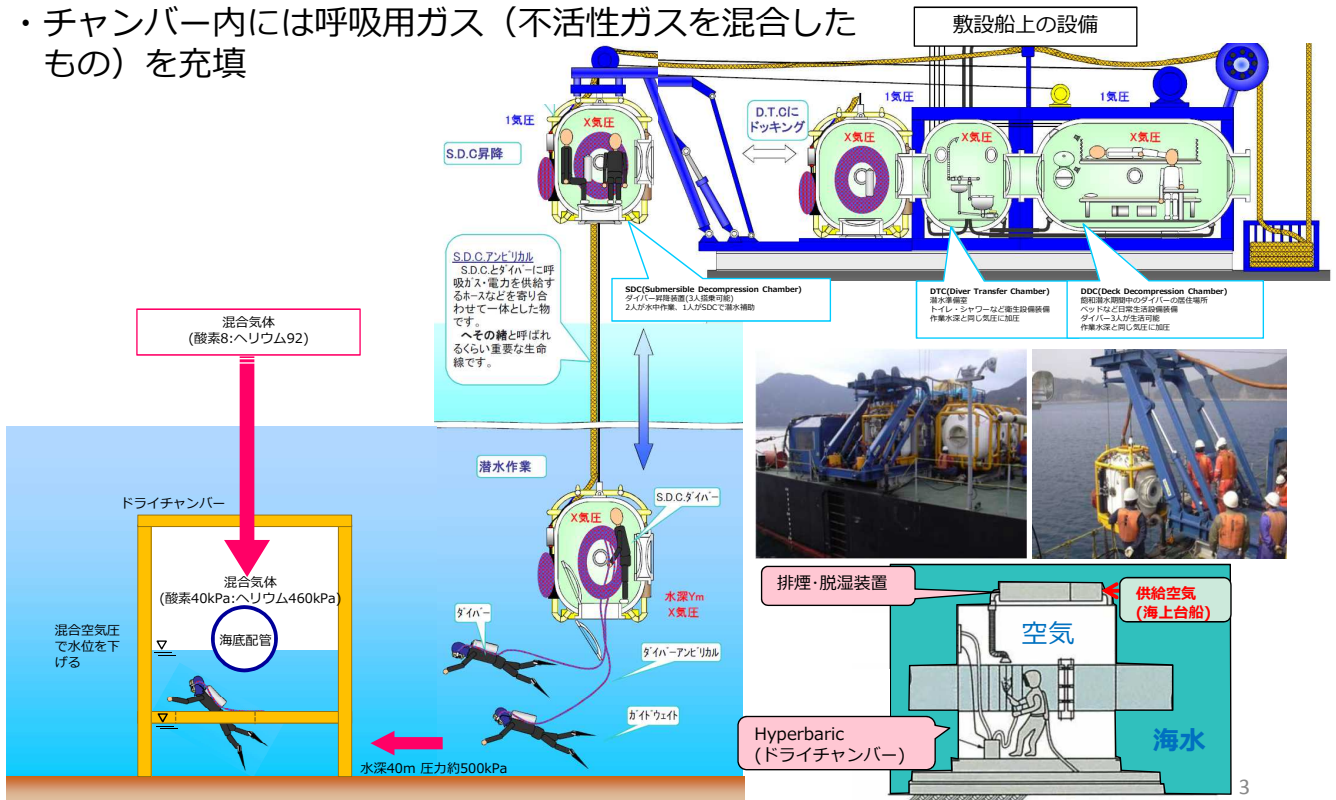 ・チャンバー内には呼吸用ガス（不活性ガスを混合した
もの）を充填
敷設船上の設備
1気圧
X気圧
S.D.C昇降
D.T.Cに
ドッキング
1気圧
X気圧
X気圧
1気圧
X気圧
S.D.C.アンビリカル
S.D.C.とダイバーに呼
吸ガス・電力を供給す
るホースなどを寄り合
わせて一体とした物
です。
へその緒と呼ばれ
るくらい重要な生命
線です。
SDC(Submersible Decompression Chamber)
ダイバー昇降装置(3人搭乗可能)
2人が水中作業、1人がSDCで潜水補助
DTC(Diver Transfer Chamber)
潜水準備室
トイレ・シャワーなど衛生設備装備
作業水深と同じ気圧に加圧
DDC(Deck Decompression Chamber)
飽和潜水期間中のダイバーの居住場所
ベッドなど日常生活設備装備
ダイバー3人が生活可能
作業水深と同じ気圧に加圧
混合気体
(酸素8:ヘリウム92)
ドライチャンバー
混合気体
(酸素40kPa:ヘリウム460kPa)
海底配管
混合空気圧
で水位を下
げる
潜水作業
S.D.C.ダイバー
X気圧
水深Ym
X気圧
ダイバー
ダイバーアンビリカル
ガイドウェイト
水深40m 圧力約500kPa
排煙・脱湿装置
供給空気
(海上台船)
空気
Hyperbaric
(ドライチャンバー)
海水
3